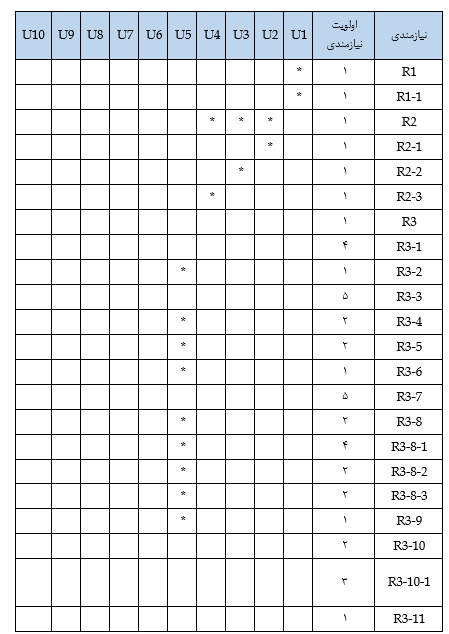 نیازمندی اولویت نیازمندی U1 U2 U3 U4 U5 U6 U7 U8 U9 U10
R1 ۱ *
R1-1 ۱ *
R2 ۱ * * *
R2-1 ۱ *
R2-2 ۱ *
R2-3 ۱ *
R3 ۱
R3-1 ۴
R3-2 ۱ *
R3-3 ۵
R3-4 ۲ *
R3-5 ۲ *
R3-6 ۱ *
R3-7 ۵
R3-8 ۲ *
R3-8-1 ۴ *
R3-8-2 ۲ *
R3-8-3 ۲ *
R3-9 ۱ *
R3-10 ۲
R3-10-1 ۳
R3-11 ۱